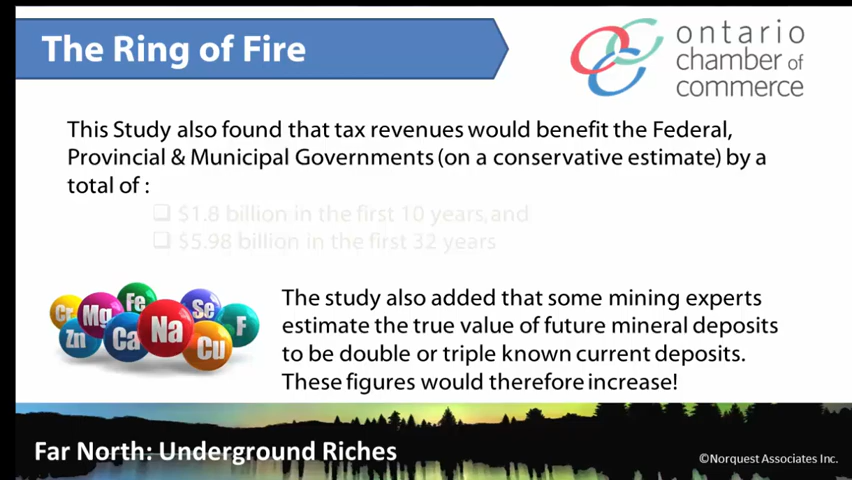 The Ring of Fire
ontario
chamber of
commerce
This Study also found that tax revenues would benefit the Federal,
Provincial & Municipal Governments (on a conservative estimate) by a
total of :
$1.8 billion in the first 10 years, and
$5.98 billion in the first 32 years
Cr
Mg
Fe
Se
F
Zn
Ca
Na
Cu
The study also added that some mining experts
estimate the true value of future mineral deposits
to be double or triple known current deposits.
These figures would therefore increase!
Far North: Underground Riches
©Norquest Associates Inc.